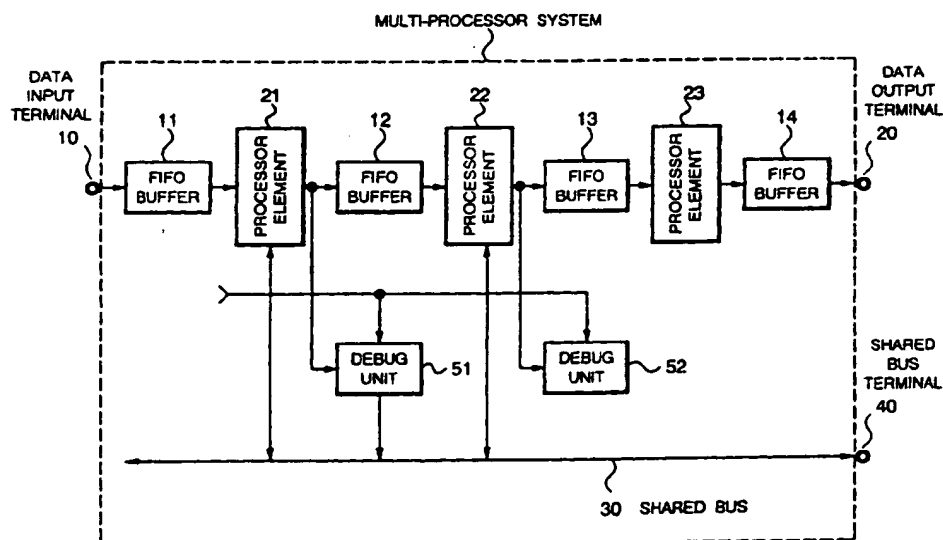 MULTI-PROCESSOR SYSTEM
DATA
INPUT
TERMINAL
10
11
FIFO
BUFFER
21
PROCESSOR
ELEMENT
12
FIFO
BUFFER
22
PROCESSOR
ELEMENT
13
FIFO
BUFFER
23
PROCESSOR
ELEMENT
14
FIFO
BUFFER
DATA
OUTPUT
TERMINAL
20
DEBUG
UNIT
51
DEBUG
UNIT
52
SHARED
BUS
TERMINAL
40
30 SHARED BUS